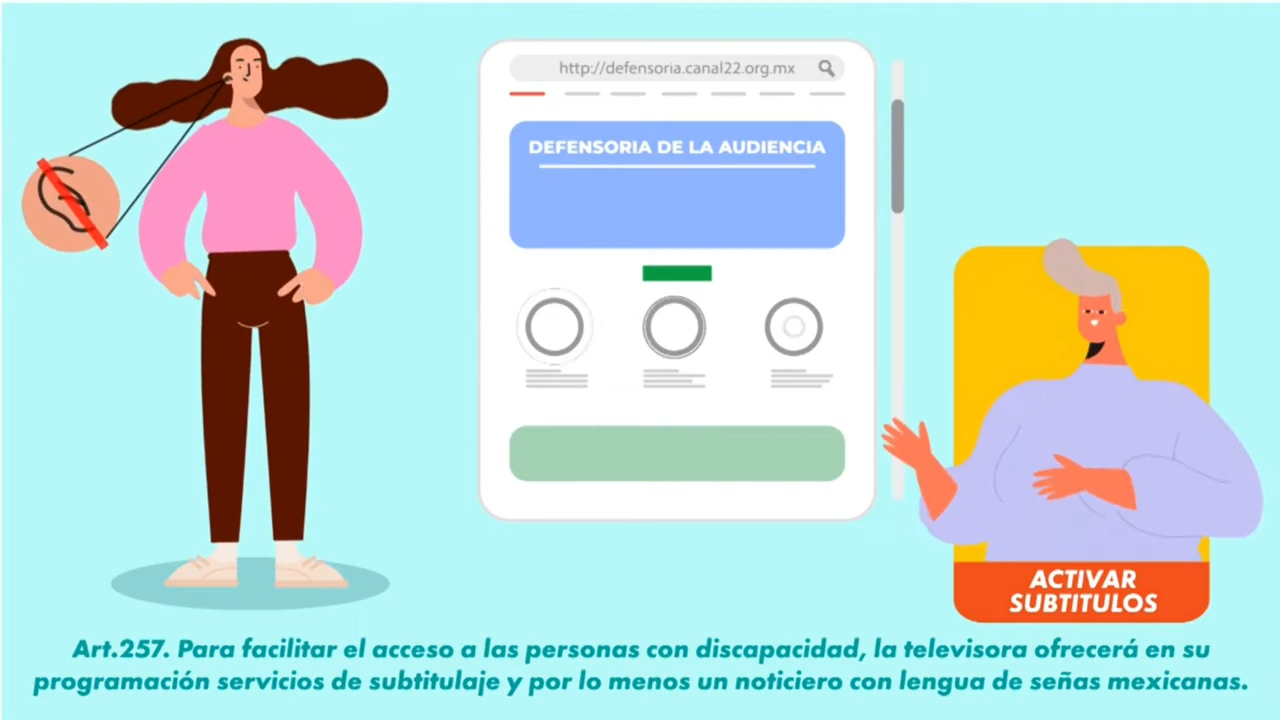 http://defensoria.canal22.org.mx
DEFENSORIA DE LA AUDIENCIA
ACTIVAR
SUBTITULOS
Art.257. Para facilitar el acceso a las personas con discapacidad, la televisora ofrecerá en su
programación servicios de subtitulaje y por lo menos un noticiero con lengua de señas mexicanas.